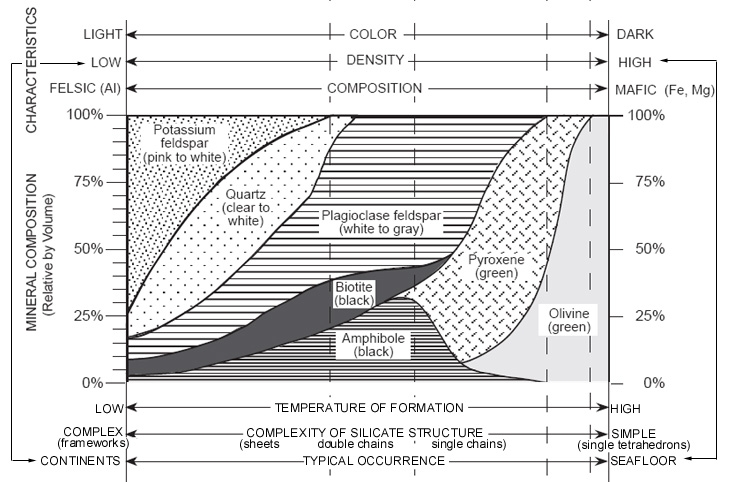 CHARACTERISTICS
LIGHT COLOR DARK
LOW DENSITY HIGH
FELSIC (Al) COMPOSITION MAFIC (Fe, Mg)
MINERAL COMPOSITION
(Relative by Volume)
100% 100%
75% 75%
50% 50%
25% 25%
0% 0%
Potassium
feldspar
(pink to white)
Quartz
(clear to
white)
Plagioclase feldspar
(white to gray)
Biotite
(black)
Amphibole
(black)
Pyroxene
(green)
Olivine
(green)
LOW TEMPERATURE OF FORMATION HIGH
COMPLEX COMPLEXITY OF SILICATE STRUCTURE SIMPLE
(frameworks) (sheets double chains single chains) (single tetrahedrons)
CONTINENTS TYPICAL OCCURRENCE SEAFLOOR